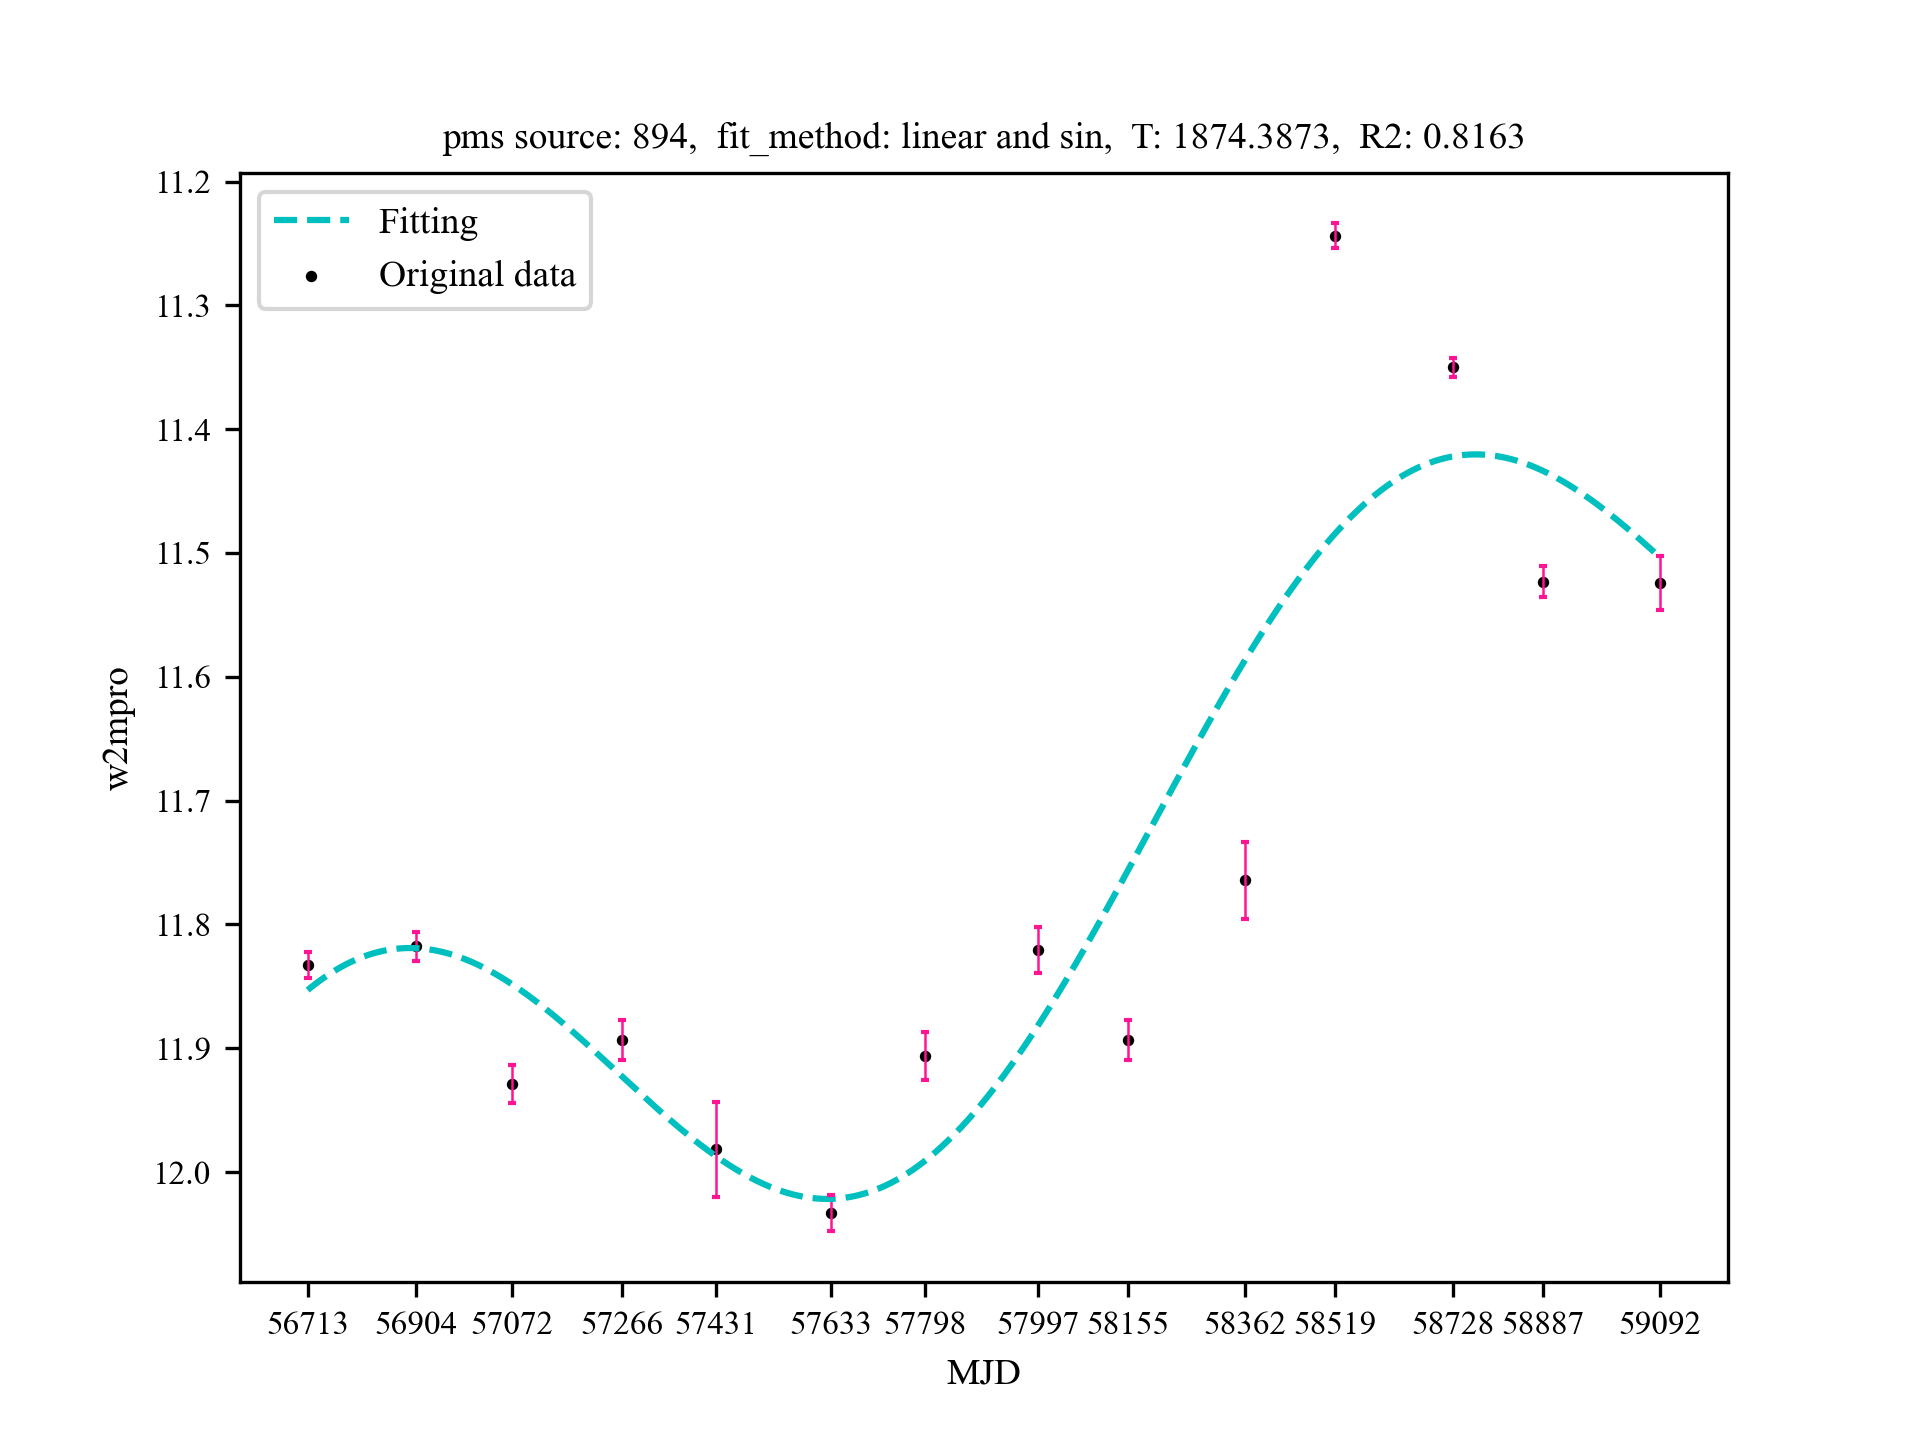 pms source: 894, fit_method: linear and sin, T: 1874.3873, R2: 0.8163
Fitting
Original data
11.2
11.3
11.4
11.5
11.6
11.7
11.8
11.9
12.0
w2mpro
56713 56904 57072 57266 57431 57633 57798 57997 58155 58362 58519 58728 58887 59092
MJD